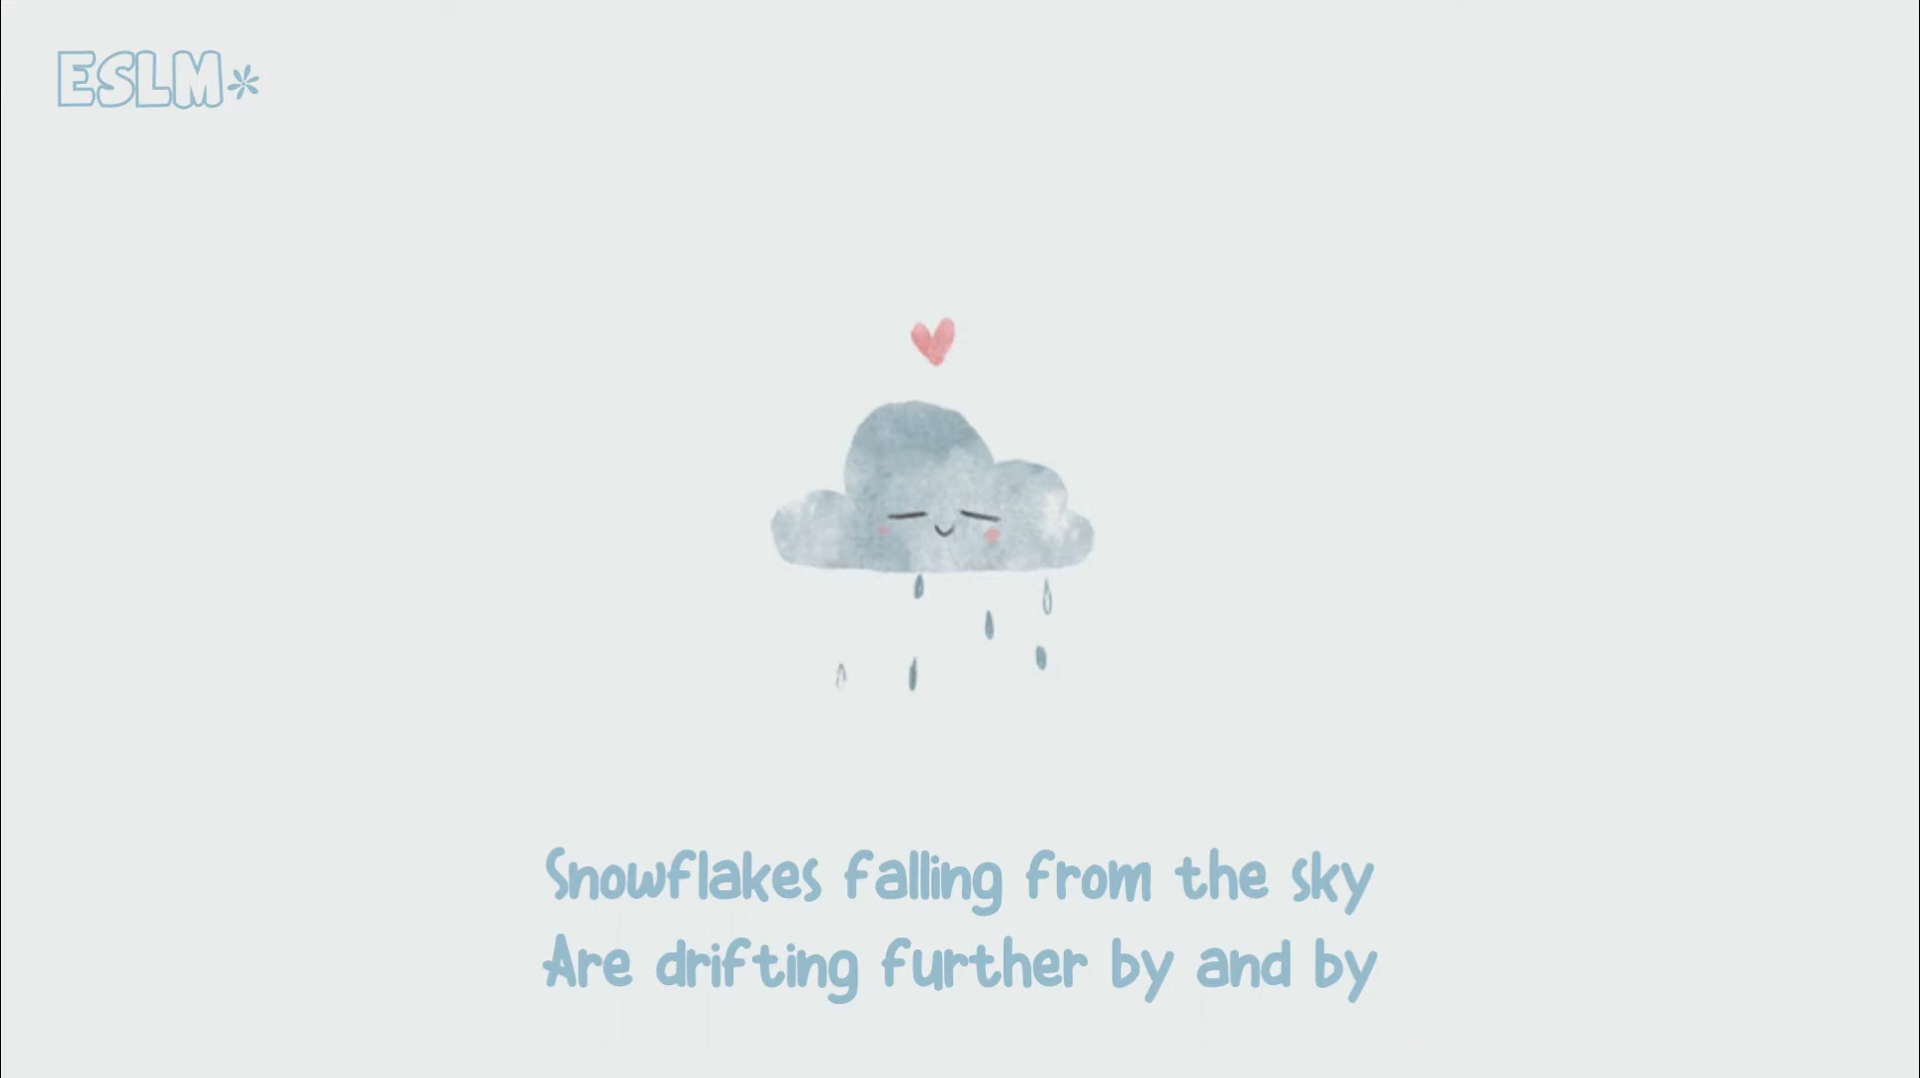 ESLM*
Snowflakes falling from the sky
Are drifting further by and by